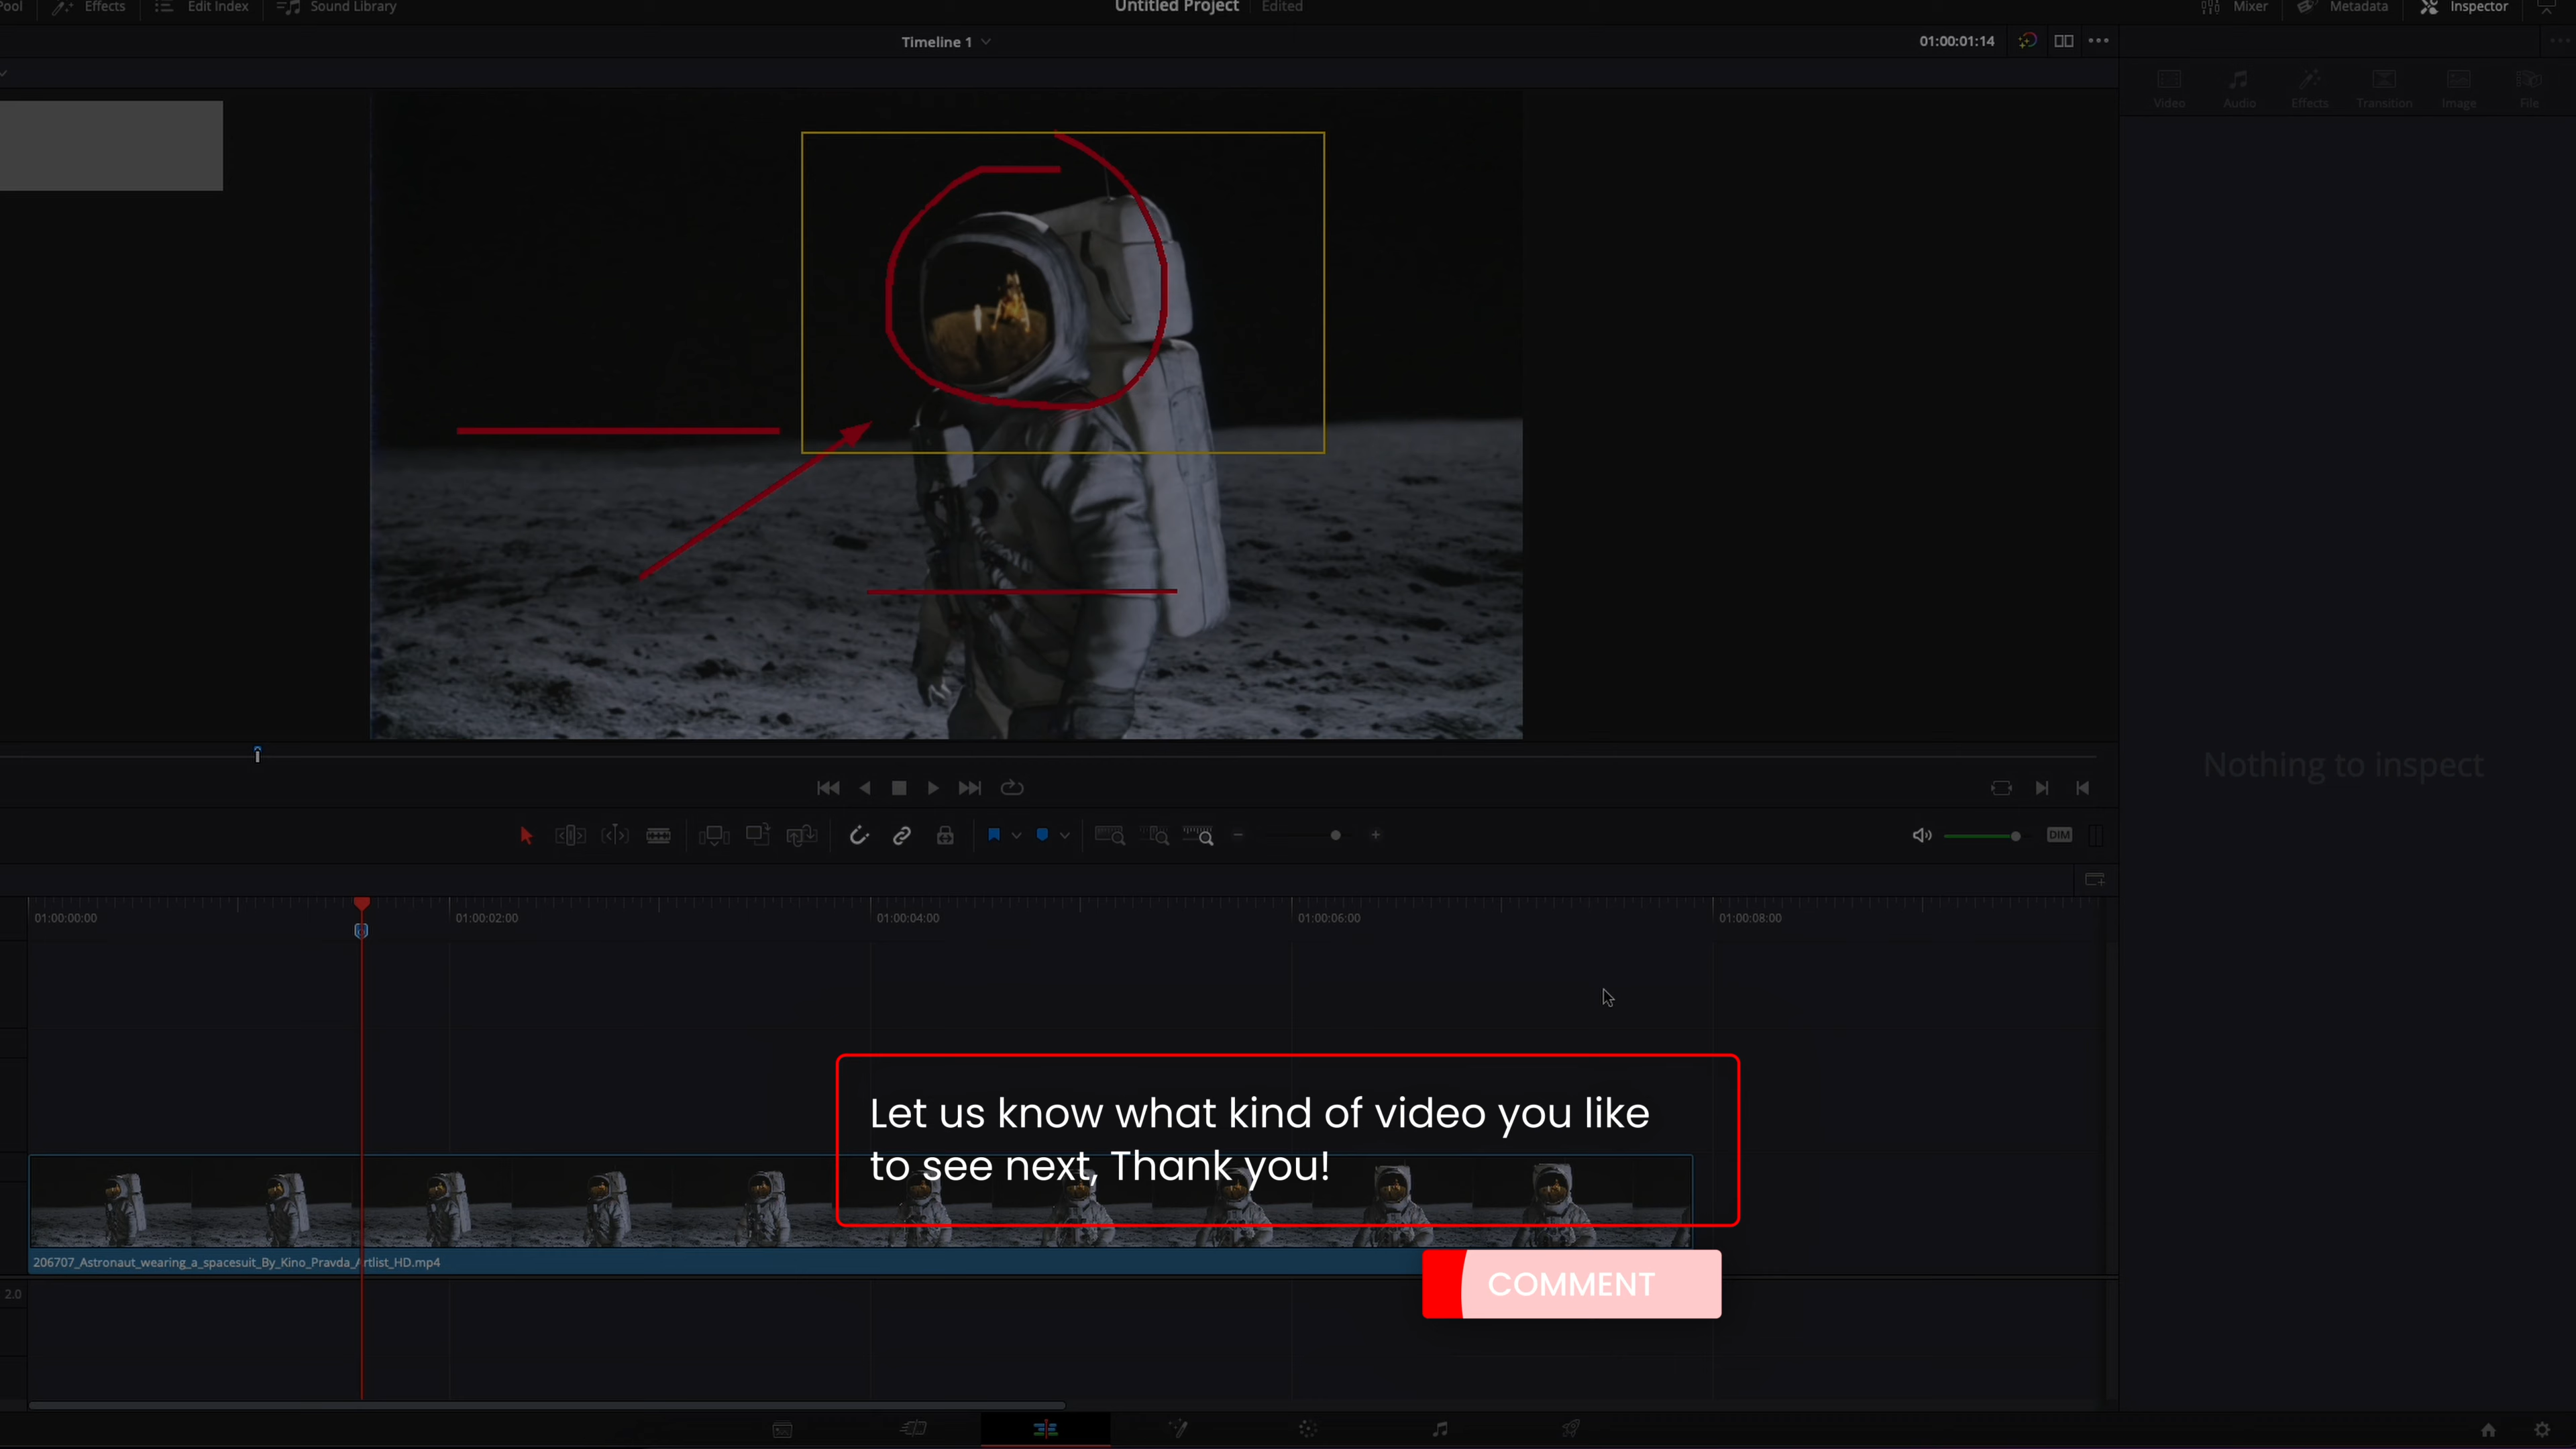 Pool
Effects
Edit Index
Sound Library
Untitled Project
Edited
Mixer
Metadata
Inspector
Timeline 1
01:00:01:14
Video
Audio
Effects
Transition
Image
File
Nothing to inspect
DIM
01:00:00:00
01:00:02:00
01:00:04:00
01:00:06:00
01:00:08:00
Let us know what kind of video you like
to see next, Thank you!
206707_Astronaut_wearing_a_spacesuit_By_Kino_Pravda_Artlist_HD.mp4
COMMENT
2.0